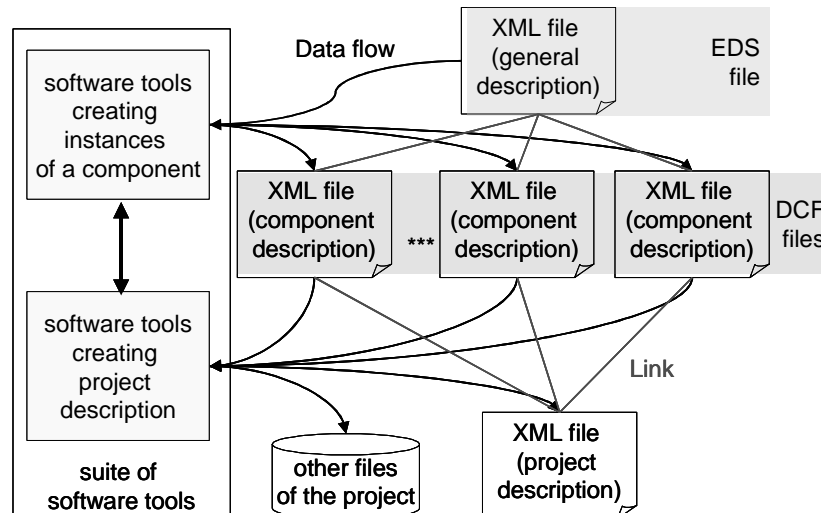 Data flow
XML file
(general
description)
EDS
file
software tools
creating
instances
of a component
XML file
(component
description)
***
XML file
(component
description)
XML file
(component
description)
DCF
files
software tools
creating
project
description
Link
suite of
software tools
other files
of the project
XML file
(project
description)